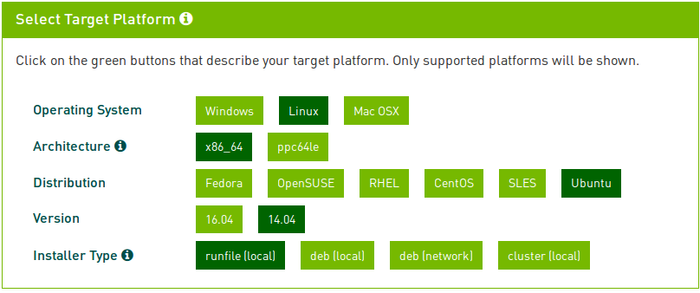 Select Target Platform
Click on the green buttons that describe your target platform. Only supported platforms will be shown.
Operating System Windows Linux Mac OSX
Architecture x86_64 ppc64le
Distribution Fedora OpenSUSE RHEL CentOS SLES Ubuntu
Version 16.04 14.04
Installer Type runfile (local) deb (local) deb (network) cluster (local)